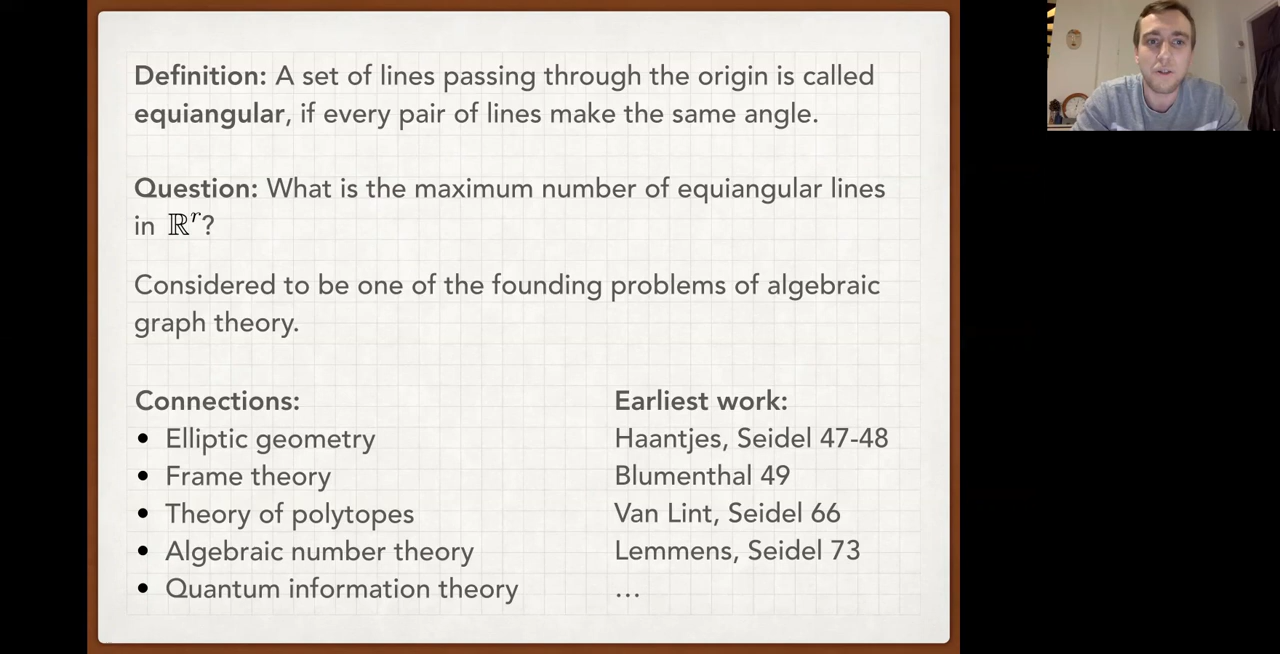 Definition: A set of lines passing through the origin is called
equiangular, if every pair of lines make the same angle.
Question: What is the maximum number of equiangular lines
in ℝ^r?
Considered to be one of the founding problems of algebraic
graph theory.
Connections:
• Elliptic geometry
• Frame theory
• Theory of polytopes
• Algebraic number theory
• Quantum information theory
Earliest work:
Haantjes, Seidel 47-48
Blumenthal 49
Van Lint, Seidel 66
Lemmens, Seidel 73
…